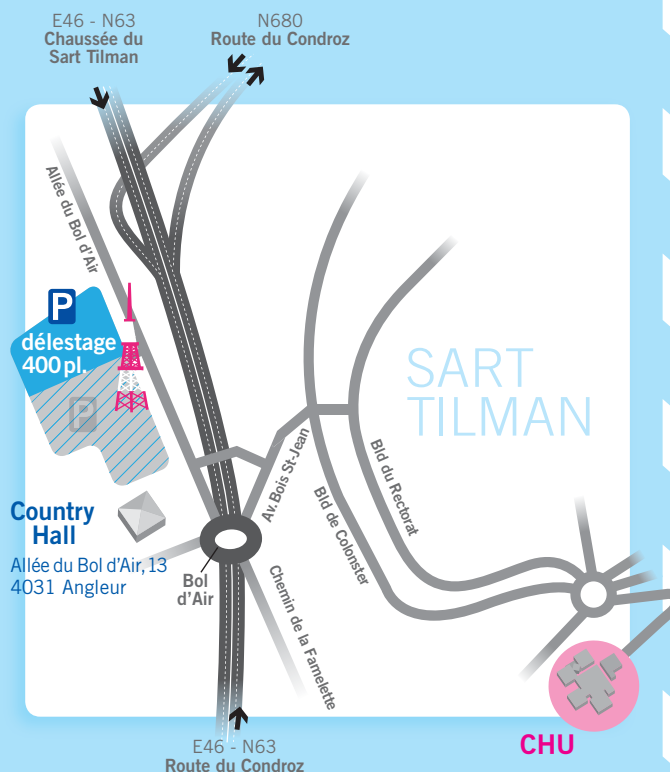 E46 - N63
Chaussée du
Sart Tilman
N680
Route du Condroz
Allée du Bol d'Air
P
délestage
400 pl.
P
SART
TILMAN
Av. Bois St-Jean
Bld du Rectorat
Bld de Colonster
Country
Hall
Allée du Bol d'Air, 13
4031 Angleur
Bol
d'Air
Chemin de la Famelette
CHU
E46 - N63
Route du Condroz